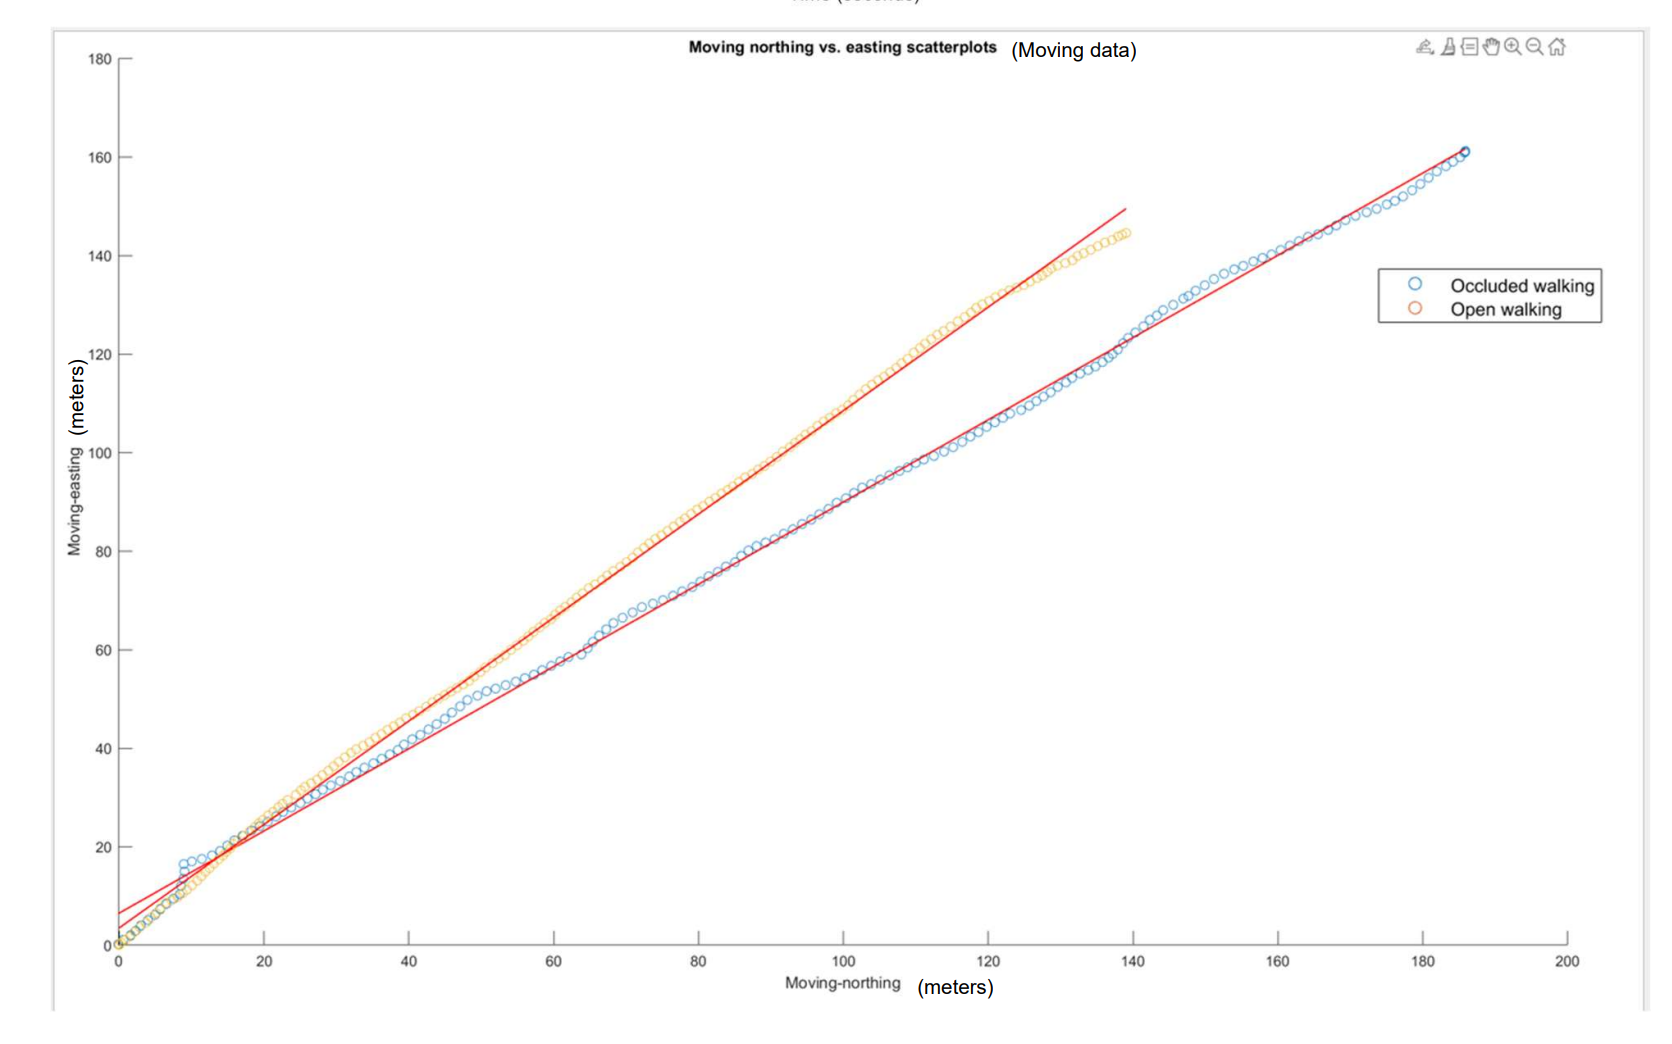 Moving northing vs. easting scatterplots (Moving data)
180
160
140
120
100
80
60
40
20
0
Moving-easting (meters)
Occluded walking
Open walking
0 20 40 60 80 100 120 140 160 180 200
Moving-northing (meters)